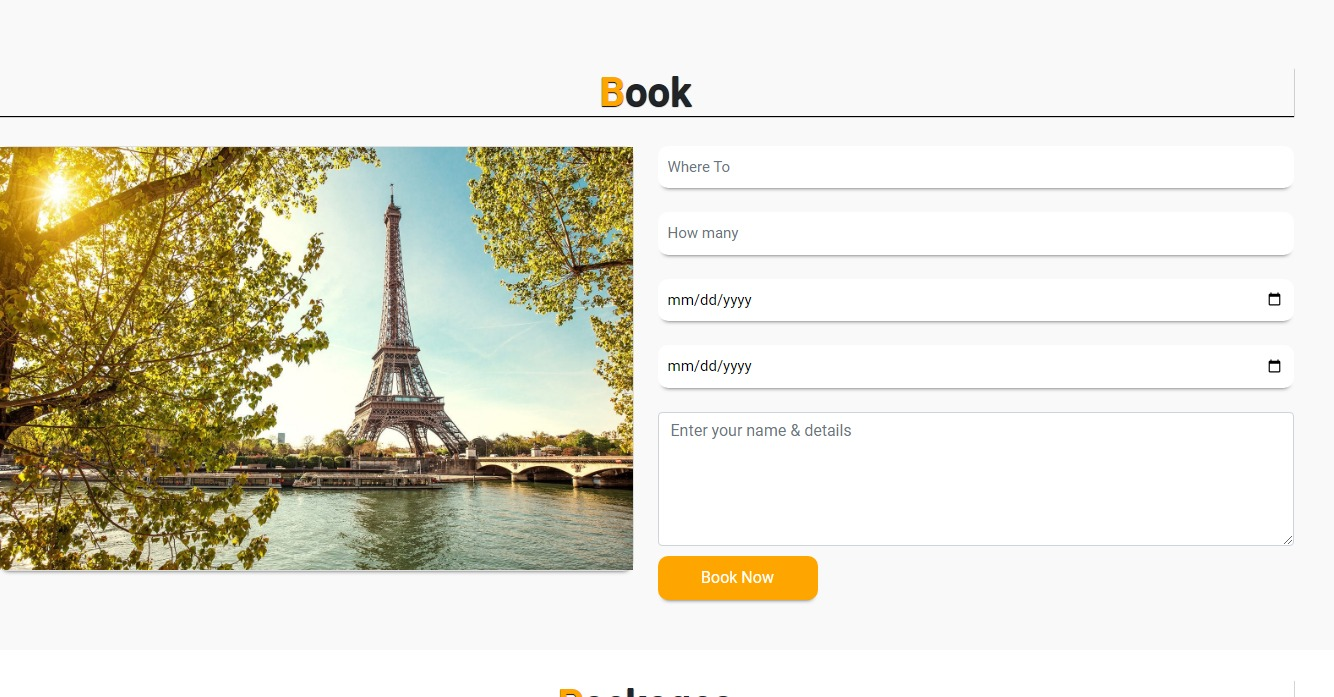 Book
Where To
How many
mm/dd/yyyy
mm/dd/yyyy
Enter your name & details
Book Now